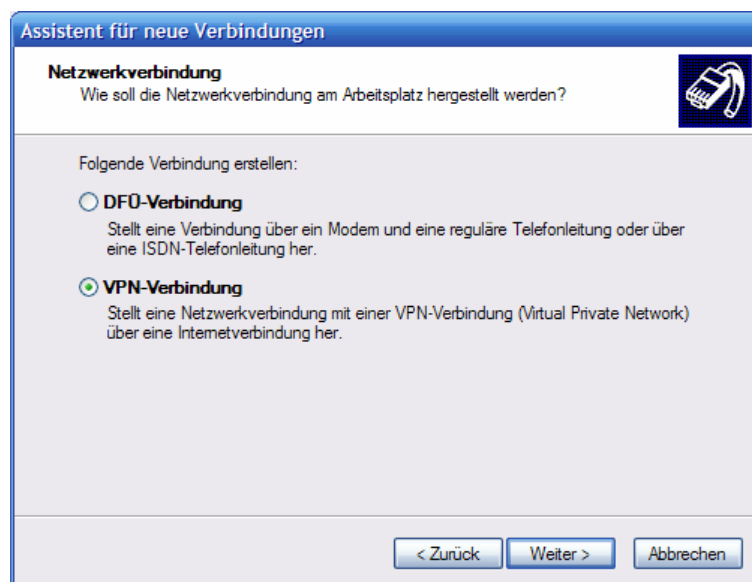 Assistent für neue Verbindungen
Netzwerkverbindung
Wie soll die Netzwerkverbindung am Arbeitsplatz hergestellt werden?
Folgende Verbindung erstellen:
DFÜ-Verbindung
Stellt eine Verbindung über ein Modem und eine reguläre Telefonleitung oder über
eine ISDN-Telefonleitung her.
VPN-Verbindung
Stellt eine Netzwerkverbindung mit einer VPN-Verbindung (Virtual Private Network)
über eine Internetverbindung her.
< Zurück
Weiter >
Abbrechen